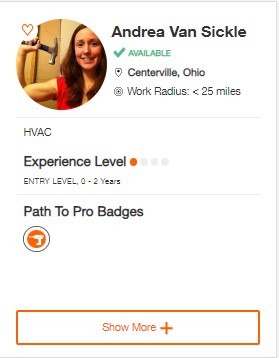 Andrea Van Sickle
AVAILABLE
Centerville, Ohio
Work Radius: < 25 miles
HVAC
Experience Level
ENTRY LEVEL, 0 - 2 Years
Path To Pro Badges
Show More +